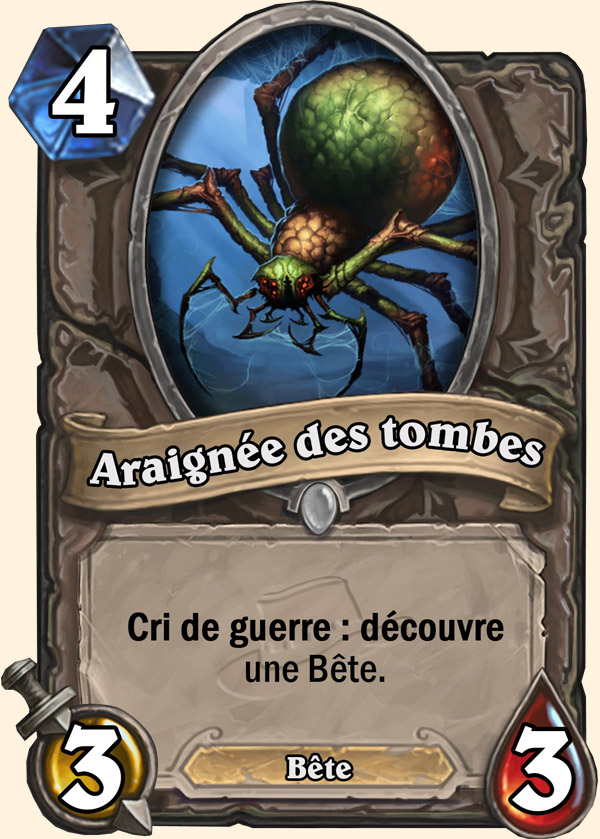 4
Araignée des tombes
Cri de guerre : découvre
une Bête.
3
Bête
3